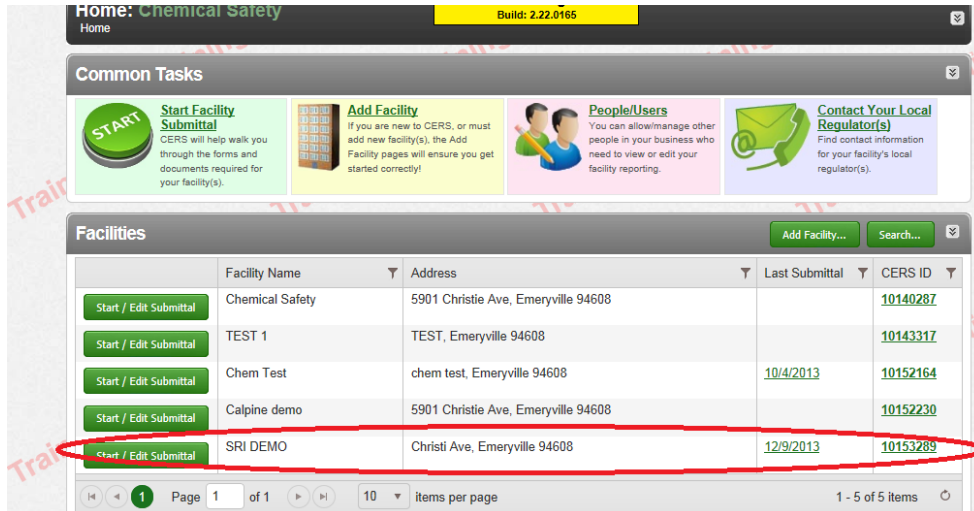 Home: Chemical Safety
Build: 2.22.0165
Home
Common Tasks
START
Start Facility
Submittal
CERS will help walk you
through the forms and
documents required for
your facility(s).
Add Facility
If you are new to CERS, or must
add new facility(s), the Add
Facility pages will ensure you get
started correctly!
People/Users
You can allow/manage other
people in your business who
need to view or edit your
facility reporting.
Contact Your Local
Regulator(s)
Find contact information
for your facility's local
regulator(s).
Facilities
Add Facility...
Search...
Facility Name Address Last Submittal CERS ID
Start / Edit Submittal Chemical Safety 5901 Christie Ave, Emeryville 94608 10140287
Start / Edit Submittal TEST 1 TEST, Emeryville 94608 10143317
Start / Edit Submittal Chem Test chem test, Emeryville 94608 10/4/2013 10152164
Start / Edit Submittal Calpine demo 5901 Christie Ave, Emeryville 94608 10152230
Start / Edit Submittal SRI DEMO Christi Ave, Emeryville 94608 12/9/2013 10153289
1 Page 1 of 1 10 items per page 1 - 5 of 5 items